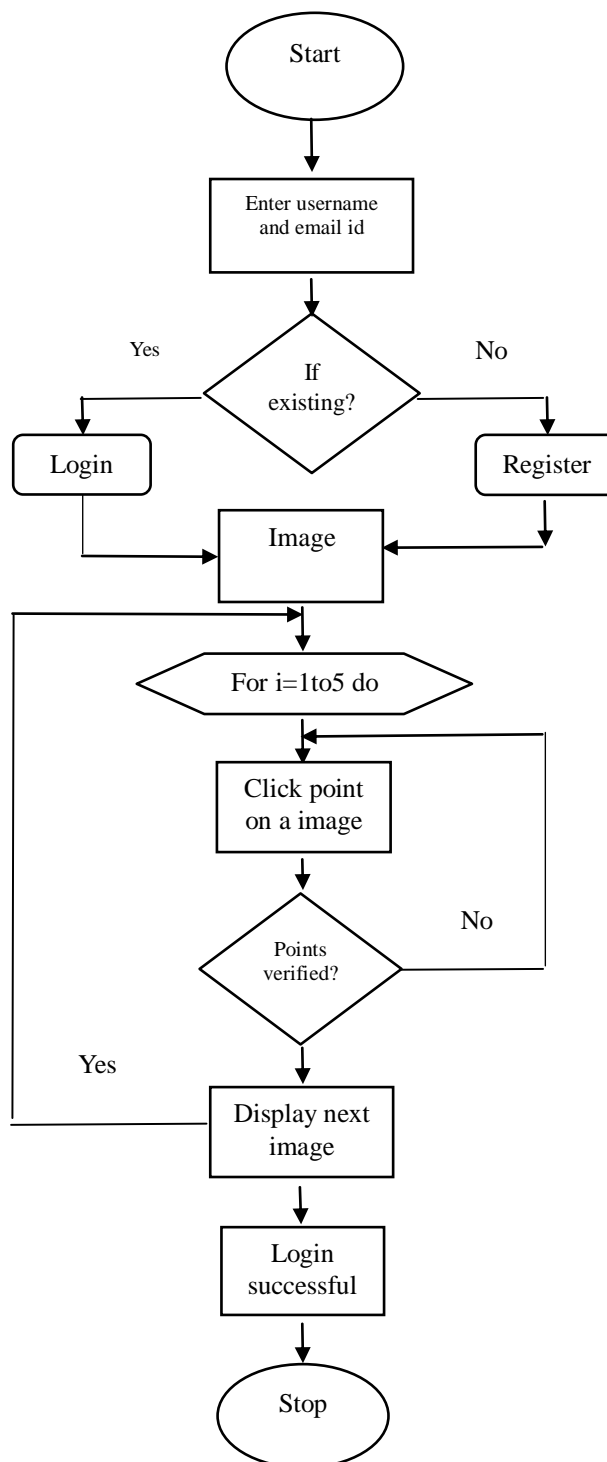 Start
Enter username
and email id
Yes
No
If
existing?
Login
Register
Image
For i=1to5 do
Click point
on a image
No
Points
verified?
Yes
Display next
image
Login
successful
Stop